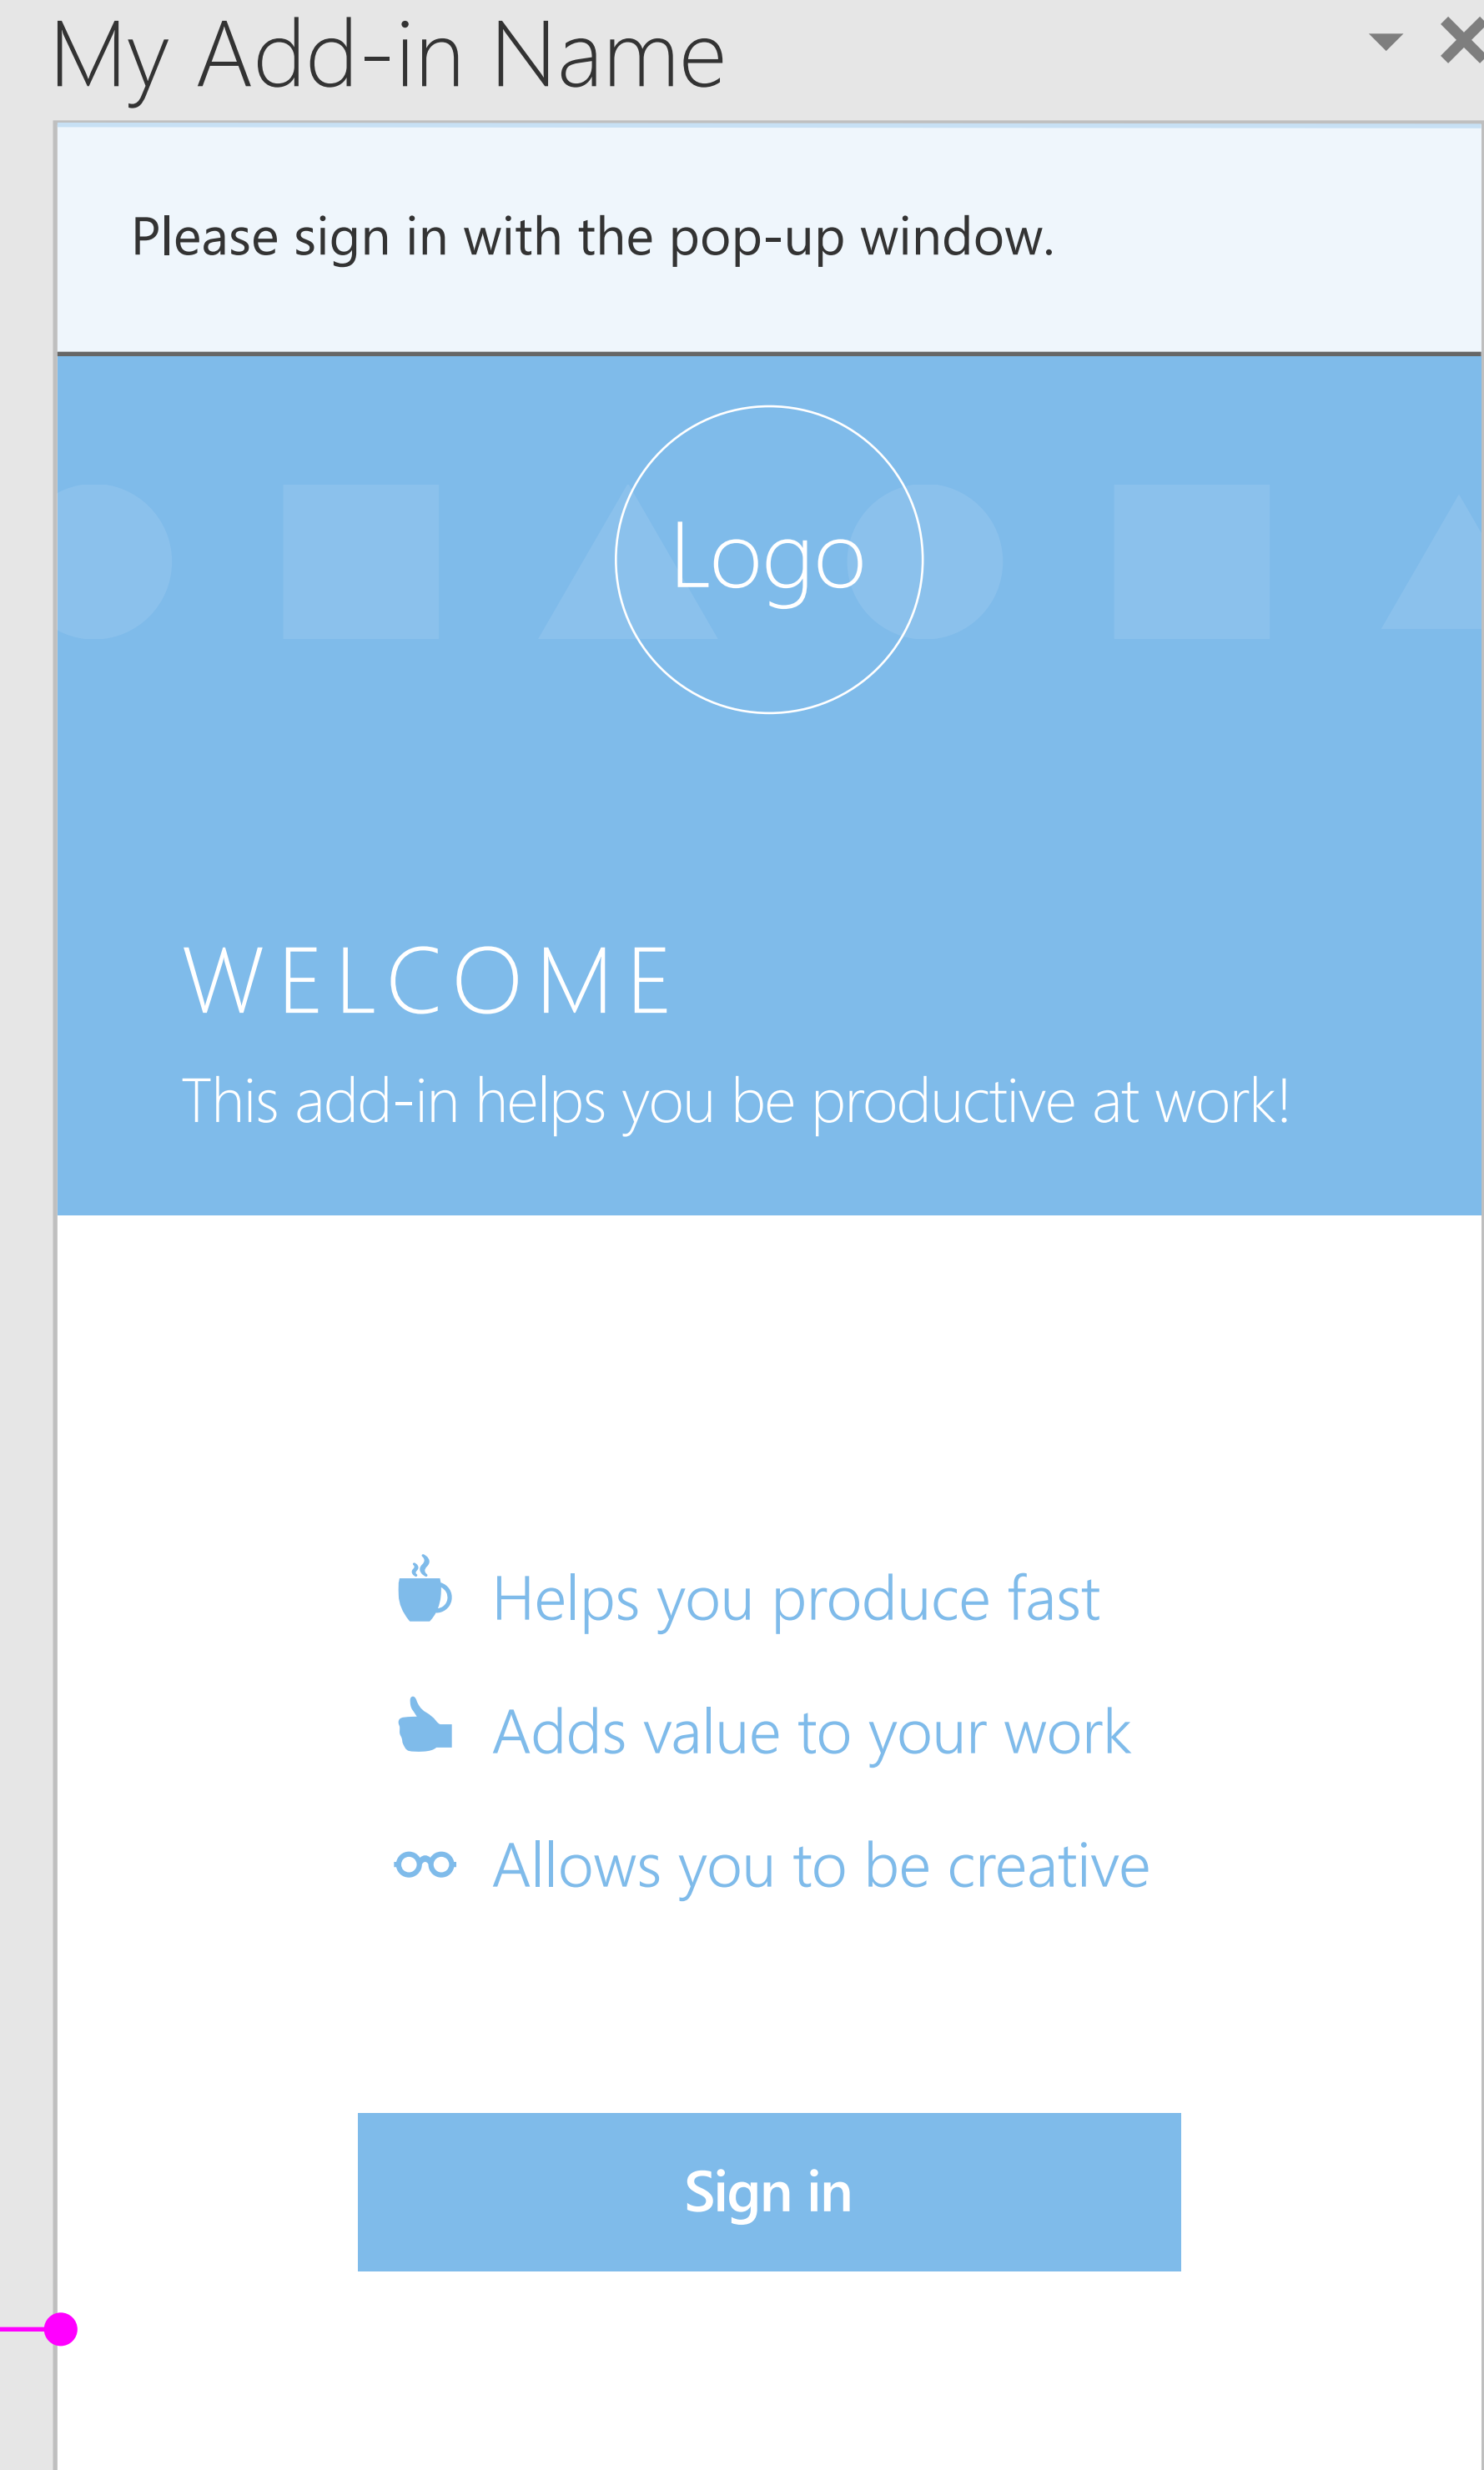 My Add-in Name
Please sign in with the pop-up window.
Logo
WELCOME
This add-in helps you be productive at work!
Helps you produce fast
Adds value to your work
Allows you to be creative
Sign in